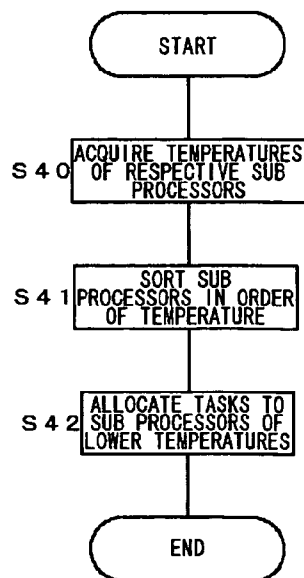 START
S40
ACQUIRE TEMPERATURES
OF RESPECTIVE SUB
PROCESSORS
S41
SORT SUB
PROCESSORS IN ORDER
OF TEMPERATURE
S42
ALLOCATE TASKS TO
SUB PROCESSORS OF
LOWER TEMPERATURES
END